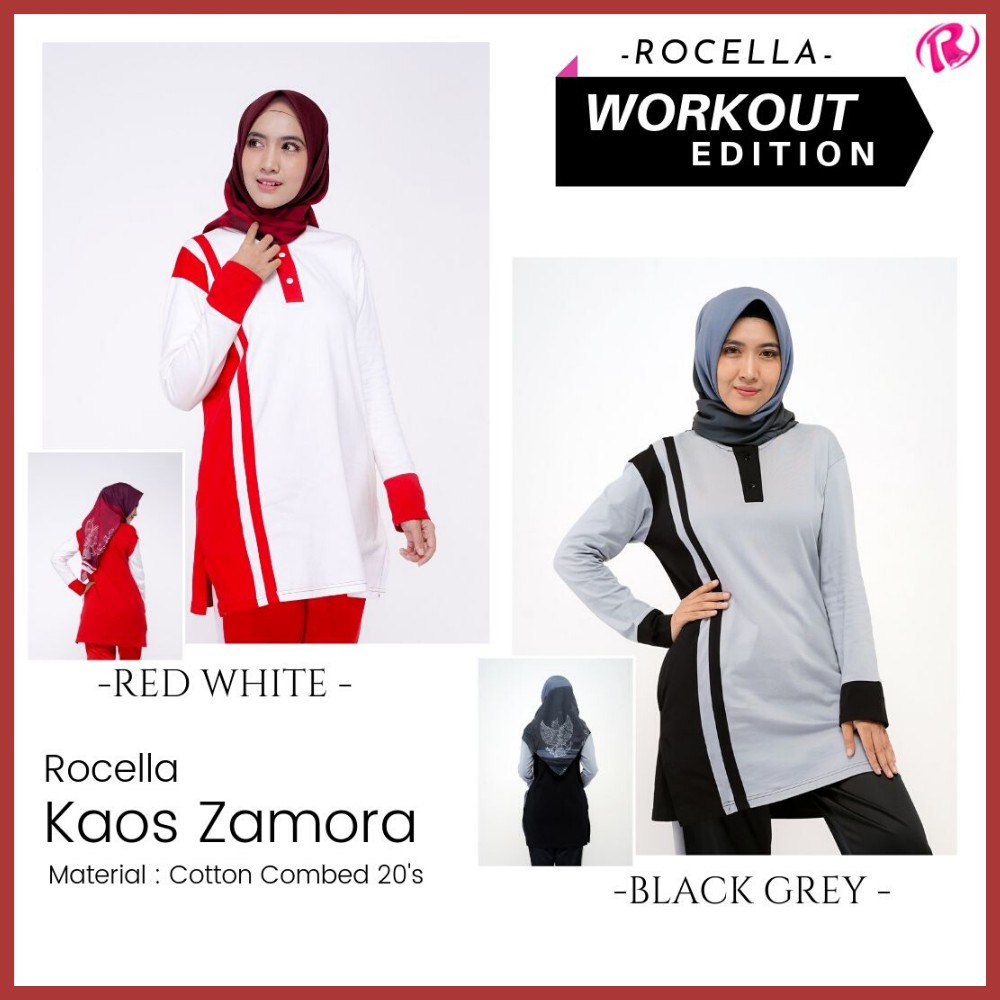 -ROCELLA-
WORKOUT
EDITION
R
-RED WHITE -
Rocella
Kaos Zamora
Material : Cotton Combed 20's
-BLACK GREY -